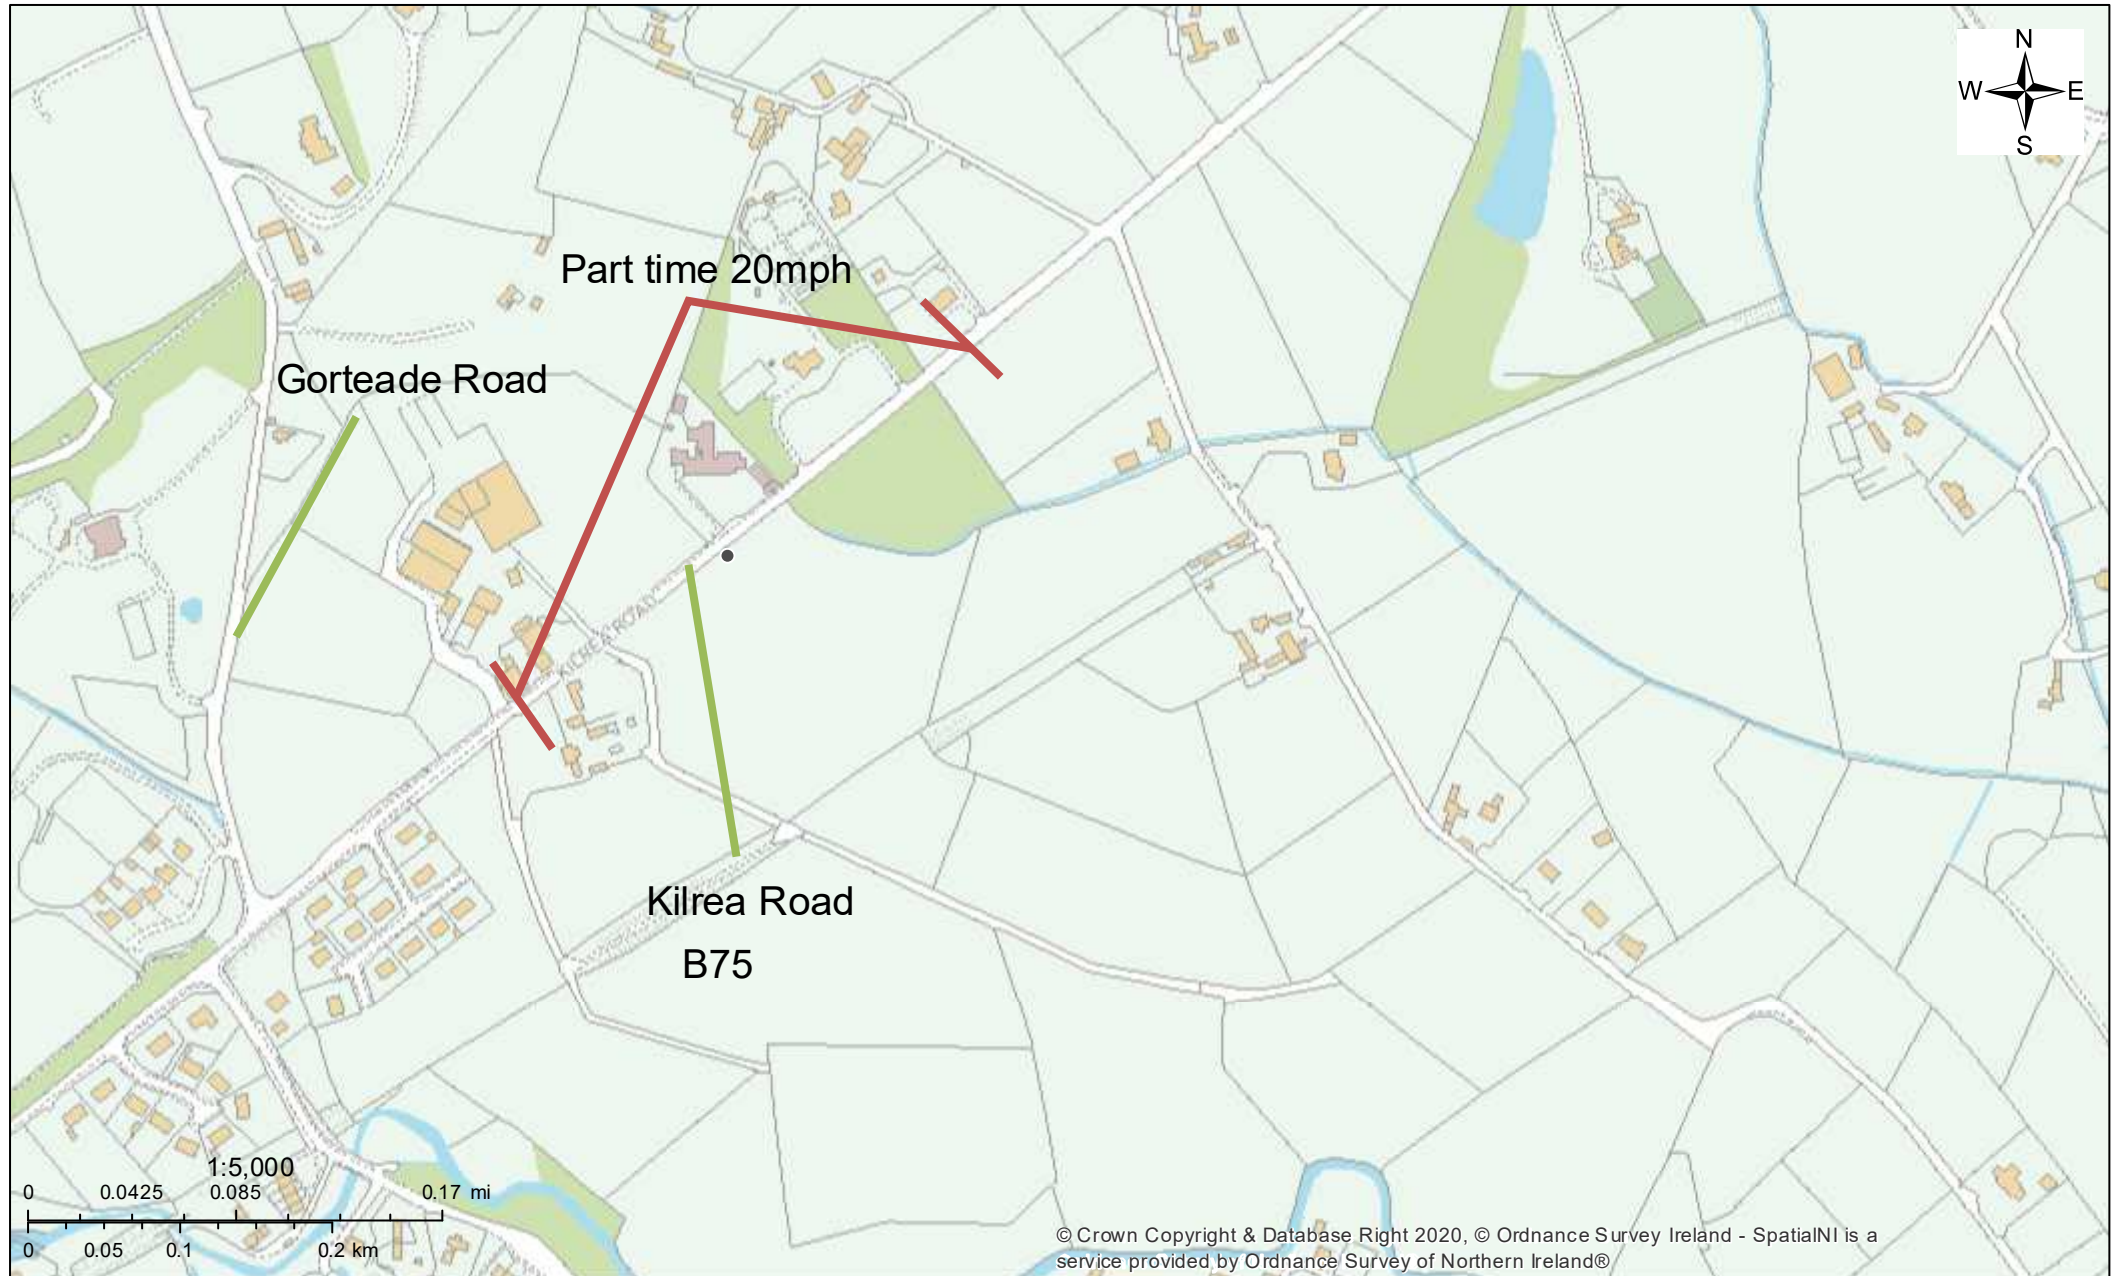 N
W E
S
Part time 20mph
Gorteade Road
KILREA ROAD
Kilrea Road
B75
1:5,000
0 0.0425 0.085 0.17 mi
0 0.05 0.1 0.2 km
© Crown Copyright & Database Right 2020, © Ordnance Survey Ireland - SpatialNI is a
service provided by Ordnance Survey of Northern Ireland®